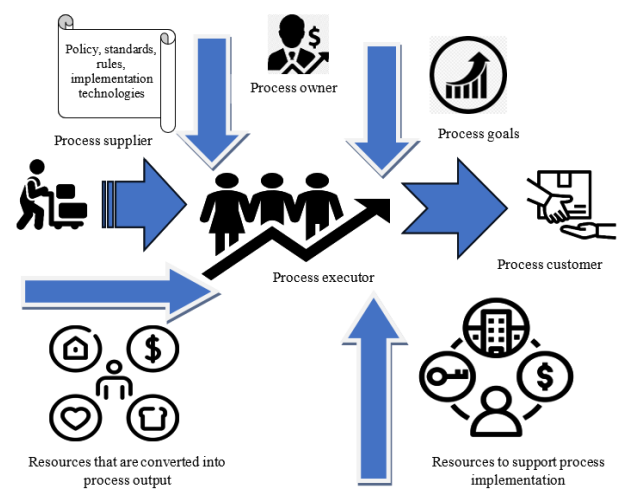 Policy, standards,
rules,
implementation
technologies
Process owner
Process goals
Process supplier
Process executor
Process customer
Resources that are converted into
process output
Resources to support process
implementation
$
$
$